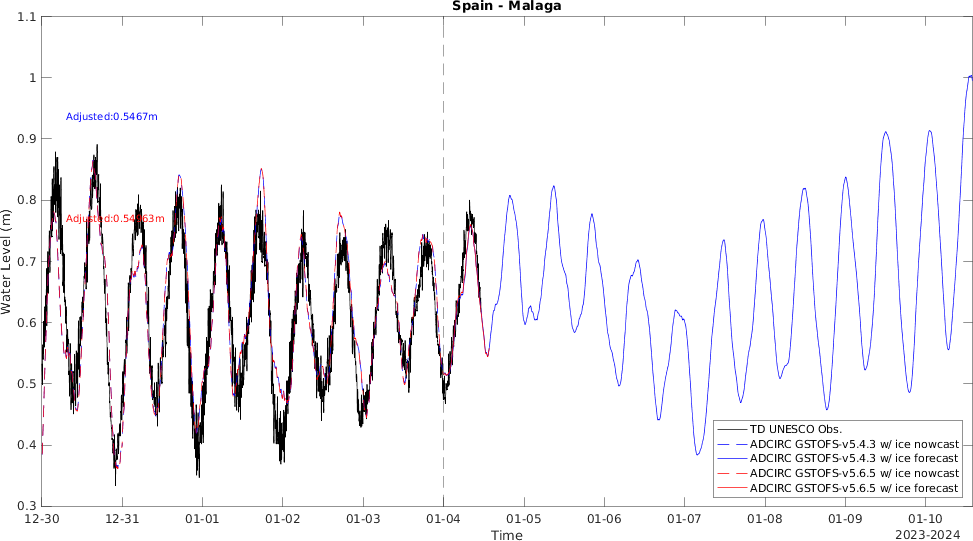 Spain - Malaga
1.1
1
0.9
0.8
0.7
0.6
0.5
0.4
0.3
Water Level (m)
Adjusted:0.5467m
TD UNESCO Obs.
ADCIRC GSTOFS-v5.4.3 w/ ice nowcast
ADCIRC GSTOFS-v5.4.3 w/ ice forecast
ADCIRC GSTOFS-v5.6.5 w/ ice nowcast
ADCIRC GSTOFS-v5.6.5 w/ ice forecast
12-30 12-31 01-01 01-02 01-03 01-04 01-05 01-06 01-07 01-08 01-09 01-10
Time
2023-2024